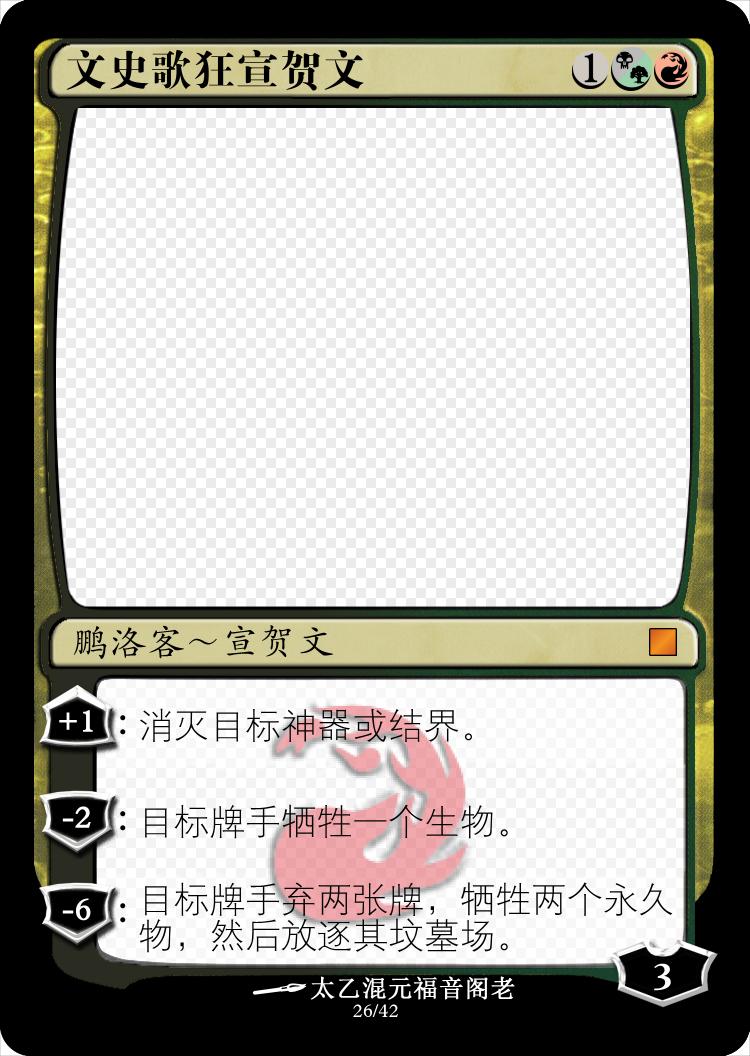 文史歌狂宣贺文 1
鹏洛客～宣贺文
+1：消灭目标神器或结界。
-2：目标牌手牺牲一个生物。
-6：目标牌手弃两张牌，牺牲两个永久
物，然后放逐其坟墓场。
3
太乙混元福音阁老
26/42